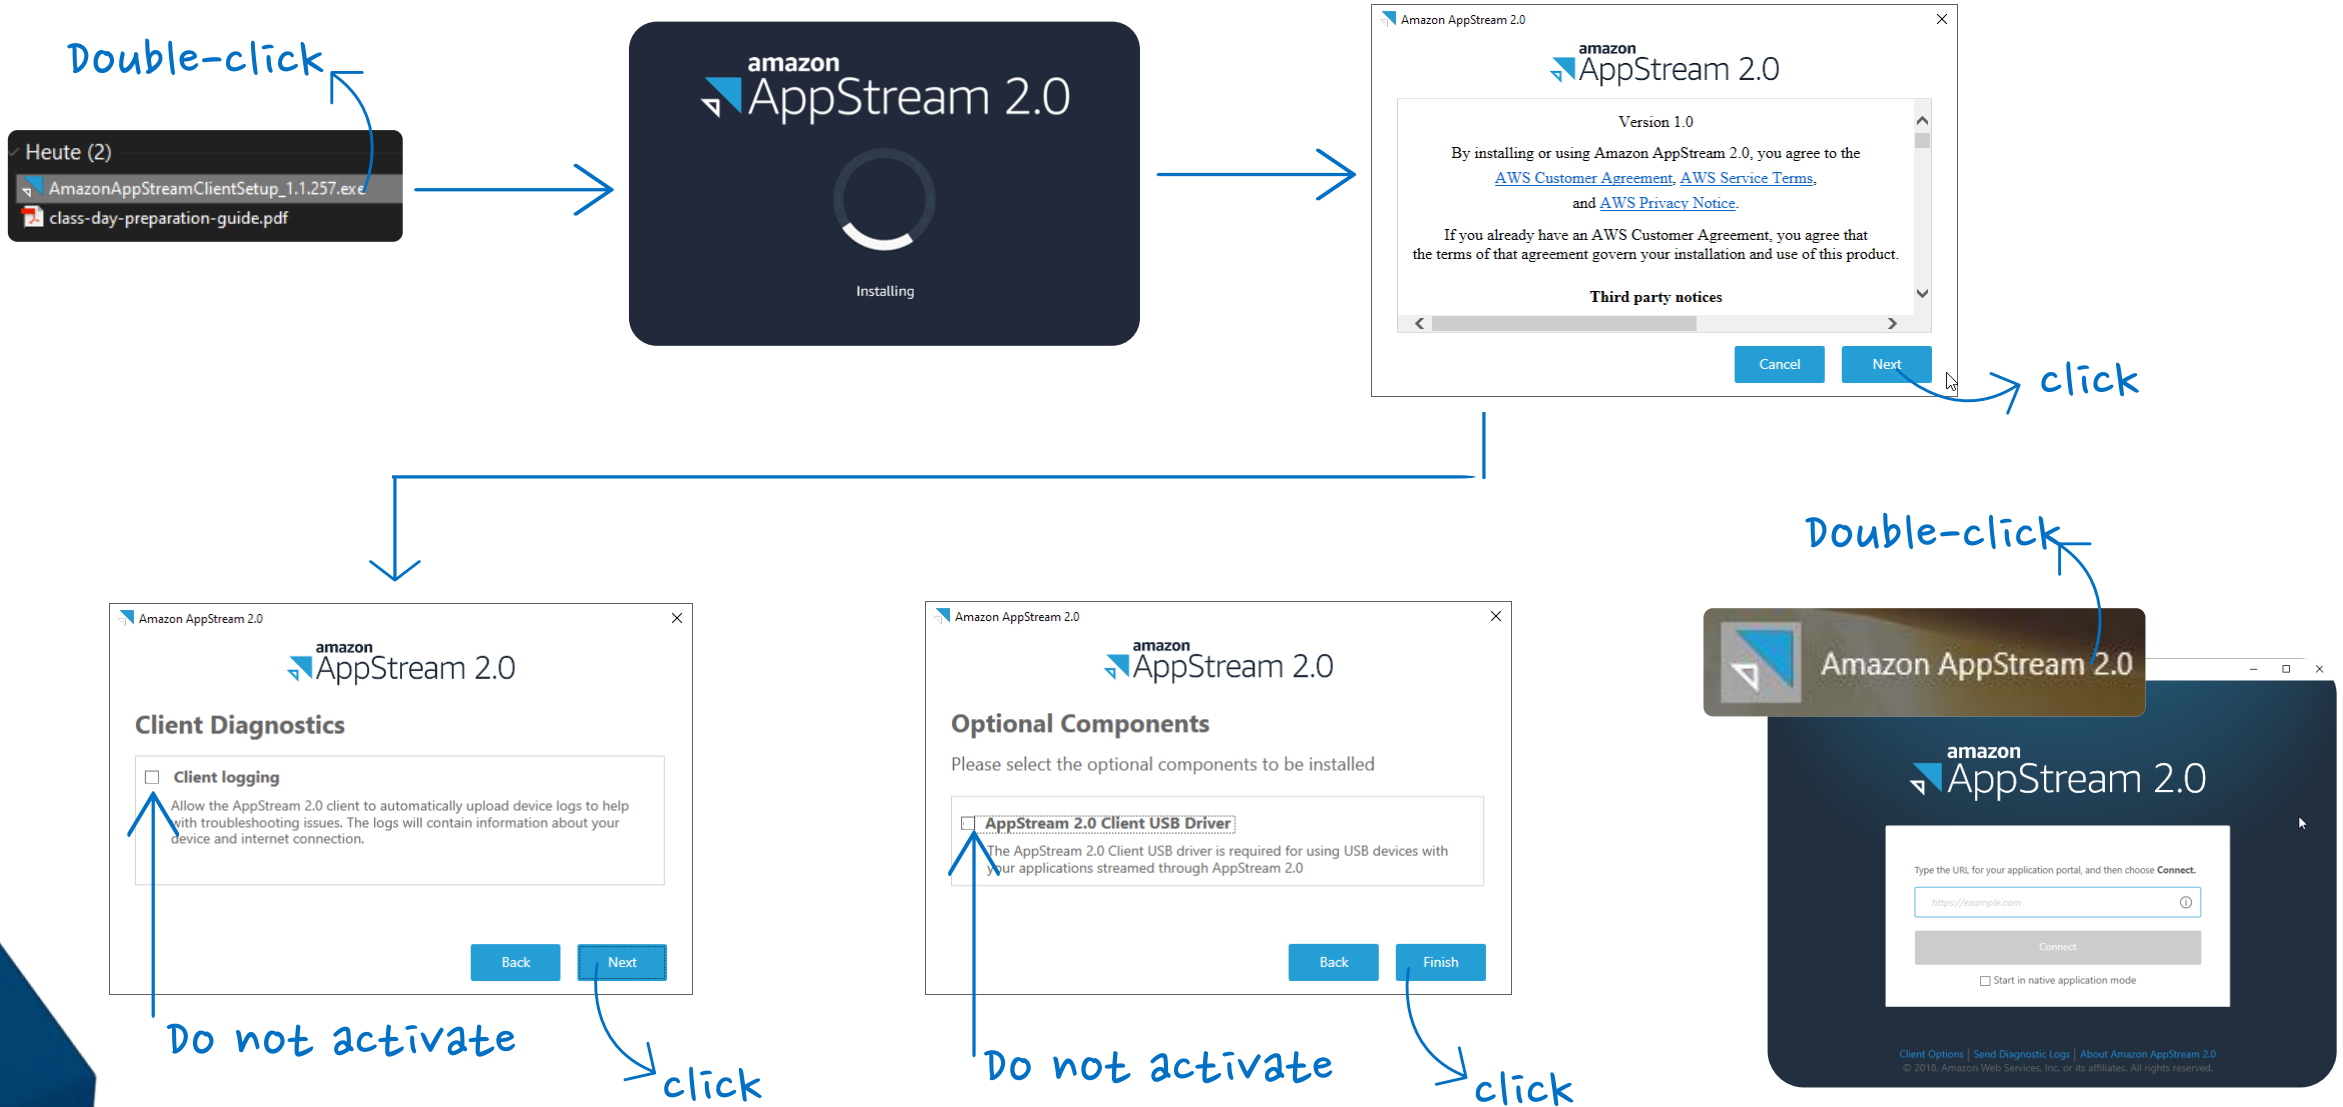 Double-click
Heute (2)
AmazonAppStreamClientSetup_1.1.257.exe
class-day-preparation-guide.pdf
amazon
AppStream 2.0
Installing
Amazon AppStream 2.0
amazon
AppStream 2.0
Version 1.0
By installing or using Amazon AppStream 2.0, you agree to the
AWS Customer Agreement, AWS Service Terms,
and AWS Privacy Notice.
If you already have an AWS Customer Agreement, you agree that
the terms of that agreement govern your installation and use of this product.
Third party notices
Cancel
Next
click
Amazon AppStream 2.0
amazon
AppStream 2.0
Client Diagnostics
Client logging
Allow the AppStream 2.0 client to automatically upload device logs to help
with troubleshooting issues. The logs will contain information about your
device and internet connection.
Back
Next
Do not activate
click
Amazon AppStream 2.0
amazon
AppStream 2.0
Optional Components
Please select the optional components to be installed
AppStream 2.0 Client USB Driver
The AppStream 2.0 Client USB driver is required for using USB devices with
your applications streamed through AppStream 2.0
Back
Finish
Do not activate
click
Double-click
Amazon AppStream 2.0
amazon
AppStream 2.0
Type the URL for your application portal, and then choose Connect.
https://example.com
Connect
Start in native application mode
Client Options | Send Diagnostic Logs | About Amazon AppStream 2.0
© 2018, Amazon Web Services, Inc. or its affiliates. All rights reserved.